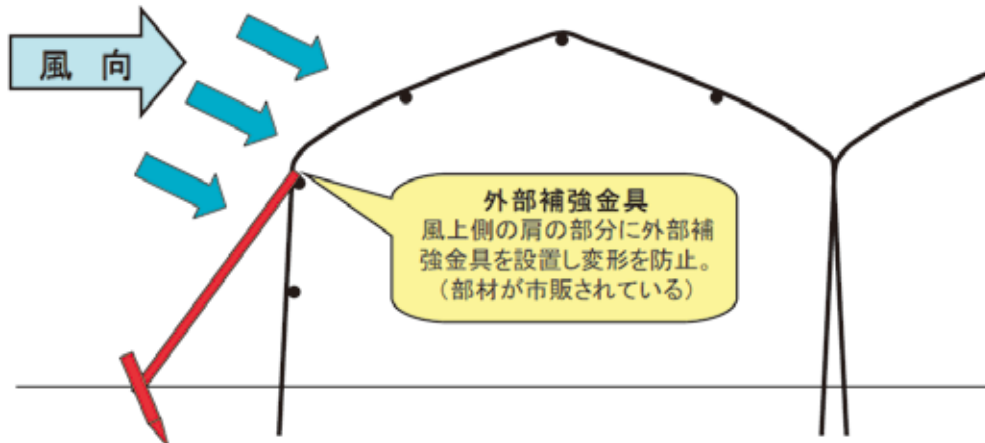 風 向
外部補強金具
風上側の肩の部分に外部補
強金具を設置し変形を防止。
（部材が市販されている）